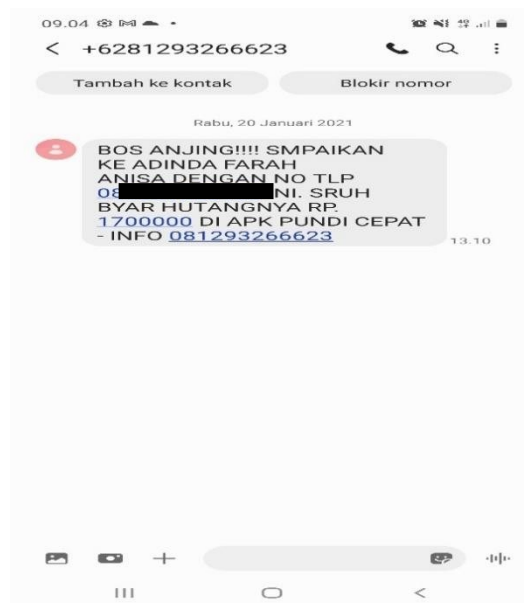 09.04
+6281293266623
Tambah ke kontak
Blokir nomor
Rabu, 20 Januari 2021
BOS ANJING!!!! SMPAIKAN
KE ADINDA FARAH
ANISA DENGAN NO TLP
08 NI. SRUH
BYAR HUTANGNYA RP.
1700000 DI APK PUNDI CEPAT
- INFO 081293266623
13.10